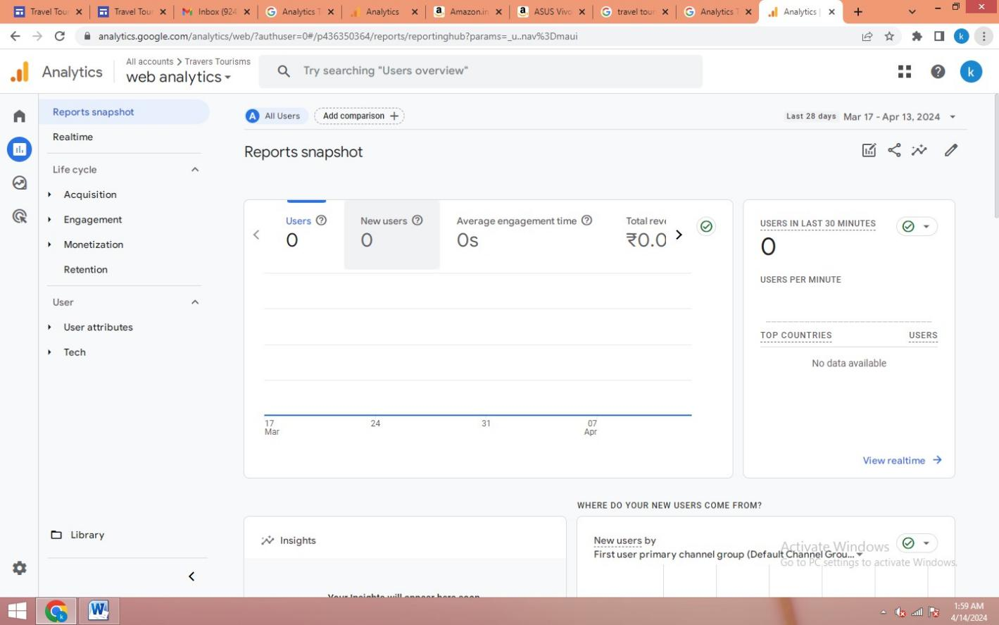 Travel Tour
Travel Tour
Inbox (924
Analytics T
Analytics
Amazon.in
ASUS Vivo
travel tour
Analytics T
Analytics |
analytics.google.com/analytics/web/?authuser=0#/p436350364/reports/reportinghub?params=_u..nav%3Dmaui
k
Analytics
All accounts > Travers Tourisms
web analytics
Try searching "Users overview"
k
Reports snapshot
Realtime
Life cycle
Acquisition
Engagement
Monetization
Retention
User
User attributes
Tech
Library
A All Users
Add comparison +
Last 28 days Mar 17 - Apr 13, 2024
Reports snapshot
Users
0
New users
0
Average engagement time
0s
Total reve
₹0.0
17
Mar
24
31
07
Apr
USERS IN LAST 30 MINUTES
0
USERS PER MINUTE
TOP COUNTRIES USERS
No data available
View realtime
WHERE DO YOUR NEW USERS COME FROM?
Insights
Your Insights will appear here soon
New users by
First user primary channel group (Default Channel Grou...
Activate Windows
Go to PC settings to activate Windows.
k
W
1:59 AM
4/14/2024